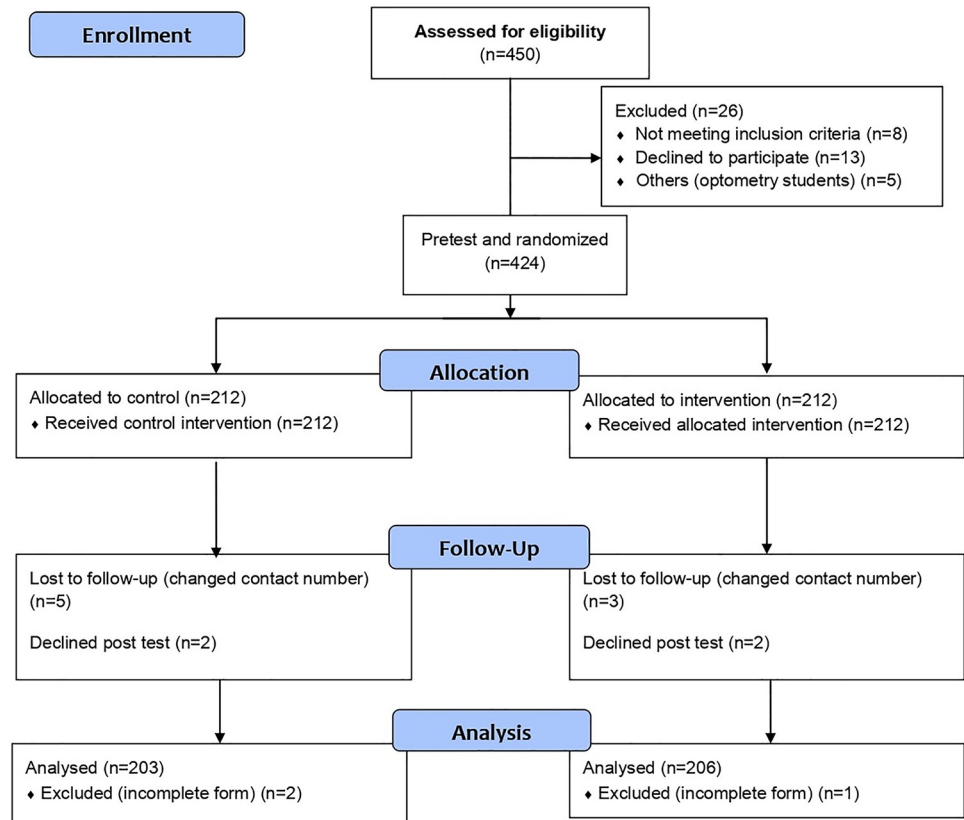 Enrollment
Assessed for eligibility
(n=450)
Excluded (n=26)
♦ Not meeting inclusion criteria (n=8)
♦ Declined to participate (n=13)
♦ Others (optometry students) (n=5)
Pretest and randomized
(n=424)
Allocation
Allocated to control (n=212)
♦ Received control intervention (n=212)
Allocated to intervention (n=212)
♦ Received allocated intervention (n=212)
Follow-Up
Lost to follow-up (changed contact number)
(n=5)
Declined post test (n=2)
Lost to follow-up (changed contact number)
(n=3)
Declined post test (n=2)
Analysis
Analysed (n=203)
♦ Excluded (incomplete form) (n=2)
Analysed (n=206)
♦ Excluded (incomplete form) (n=1)